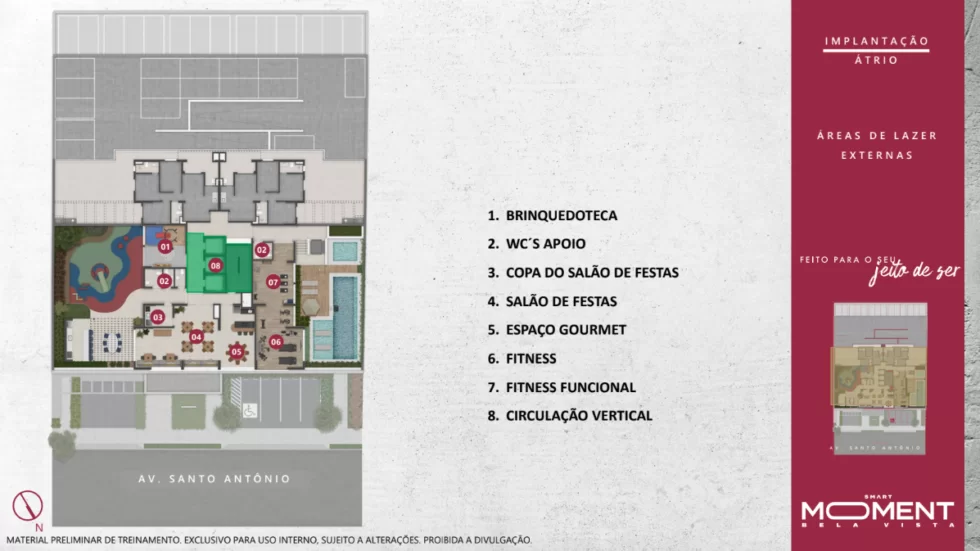 IMPLANTAÇÃO
ÁTRIO
ÁREAS DE LAZER
EXTERNAS
1. BRINQUEDOTECA
2. WC´S APOIO
3. COPA DO SALÃO DE FESTAS
4. SALÃO DE FESTAS
5. ESPAÇO GOURMET
6. FITNESS
7. FITNESS FUNCIONAL
8. CIRCULAÇÃO VERTICAL
01
02
08
02
07
03
04
05
06
AV. SANTO ANTÔNIO
N
FEITO PARA O SEU
jeito de ser
AV. SANTO ANTÔNIO
SMART
MOMENT
BELA VISTA
MATERIAL PRELIMINAR DE TREINAMENTO. EXCLUSIVO PARA USO INTERNO, SUJEITO A ALTERAÇÕES. PROIBIDA A DIVULGAÇÃO.